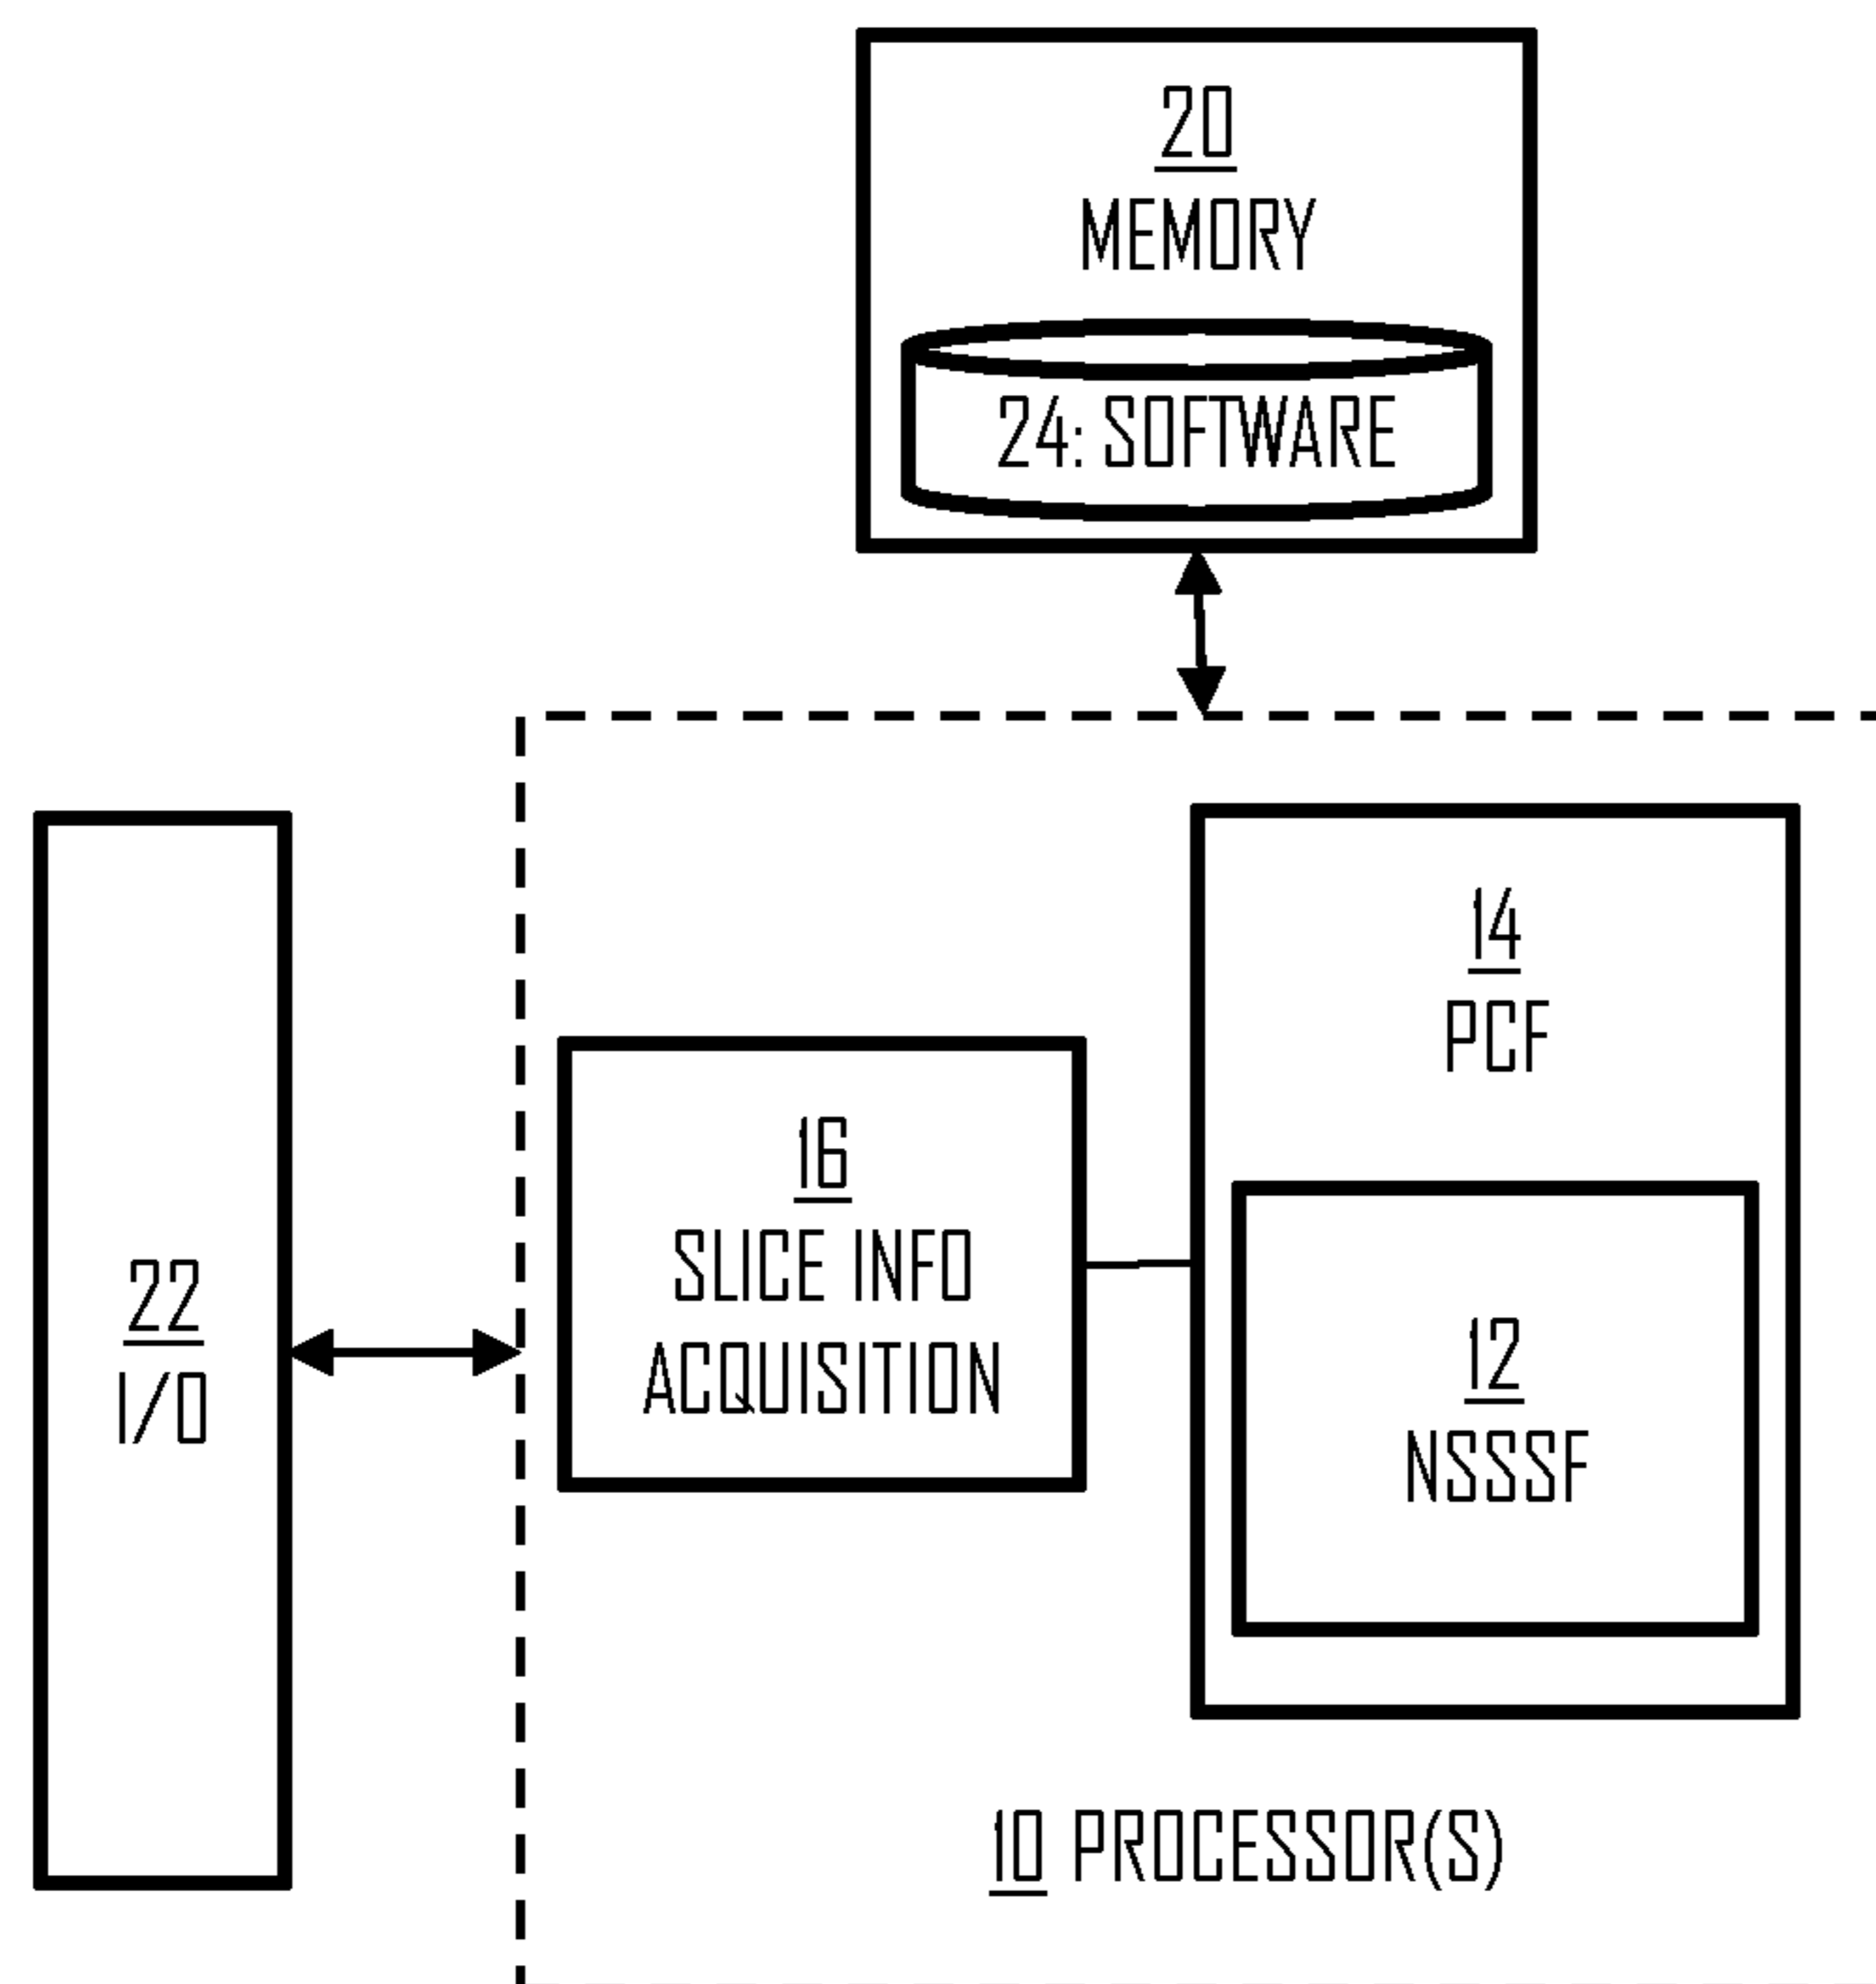 20
MEMORY
24: SOFTWARE
14
PCF
16
SLICE INFO
ACQUISITION
22
I/O
12
NSSSF
10 PROCESSOR(S)